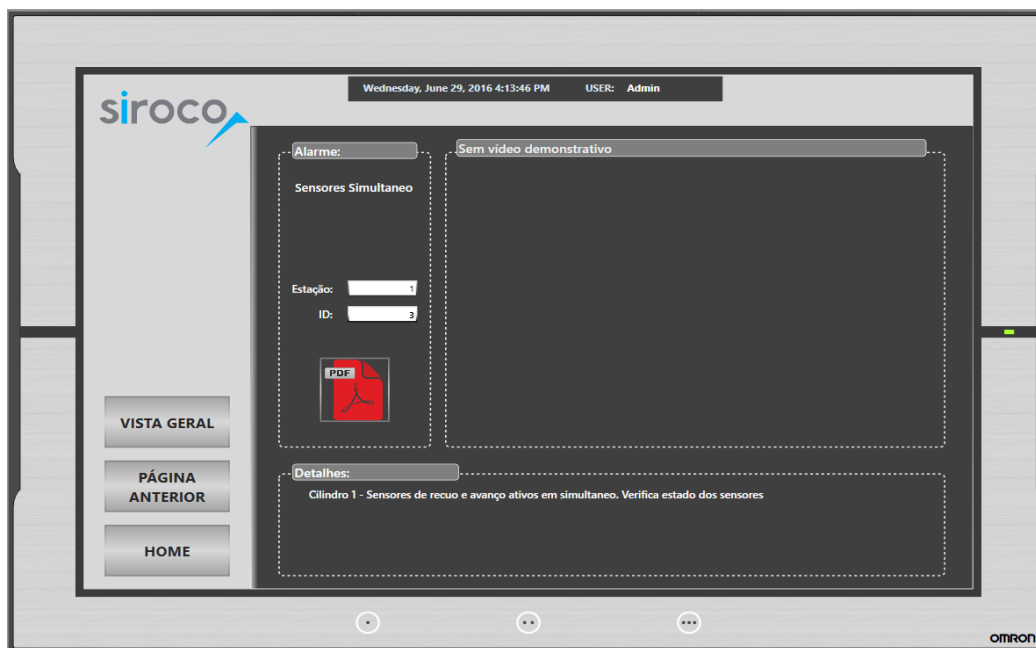 siroco
Wednesday, June 29, 2016 4:13:46 PM USER: Admin
Alarme:
Sensores Simultaneo
Estação: 1
ID: 3
PDF
Sem vídeo demonstrativo
VISTA GERAL
PÁGINA
ANTERIOR
HOME
Detalhes:
Cilindro 1 - Sensores de recuo e avanço ativos em simultaneo. Verifica estado dos sensores
OMRON